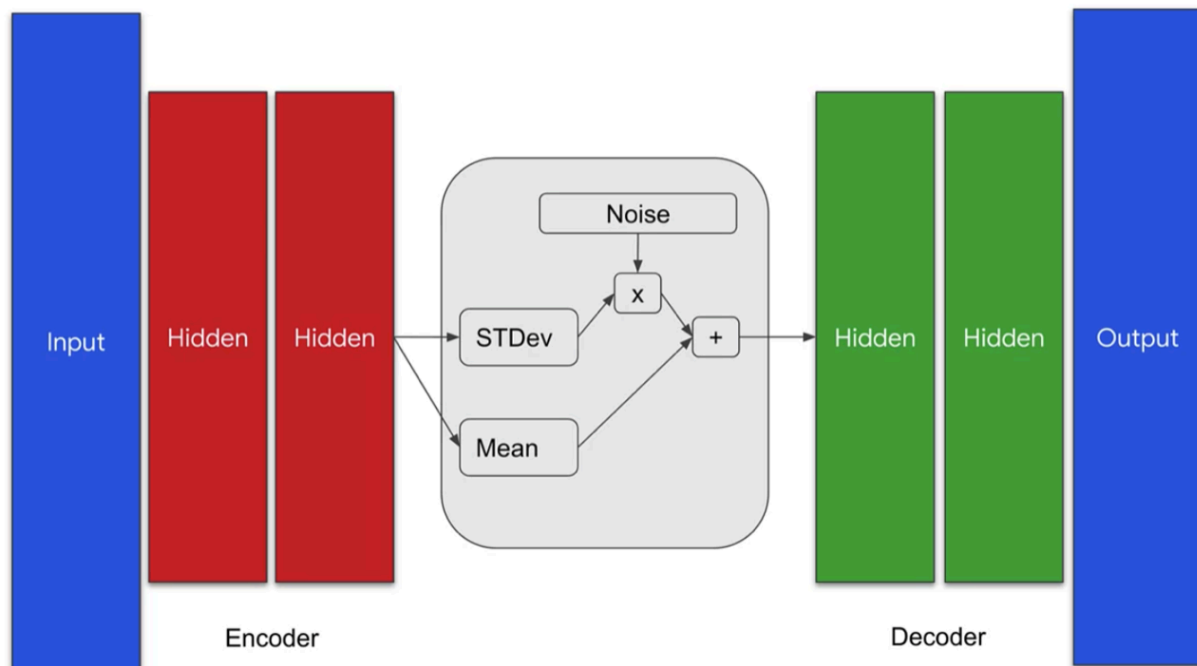 Noise
x
Input
Hidden
Hidden
STDev
+
Hidden
Hidden
Output
Mean
Encoder
Decoder